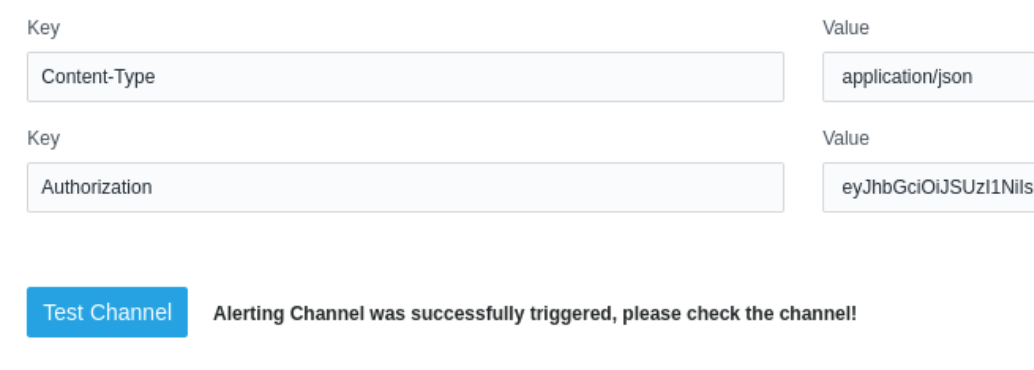 Key Value
Content-Type application/json
Key Value
Authorization eyJhbGciOiJSUzI1NiIs
Test Channel Alerting Channel was successfully triggered, please check the channel!